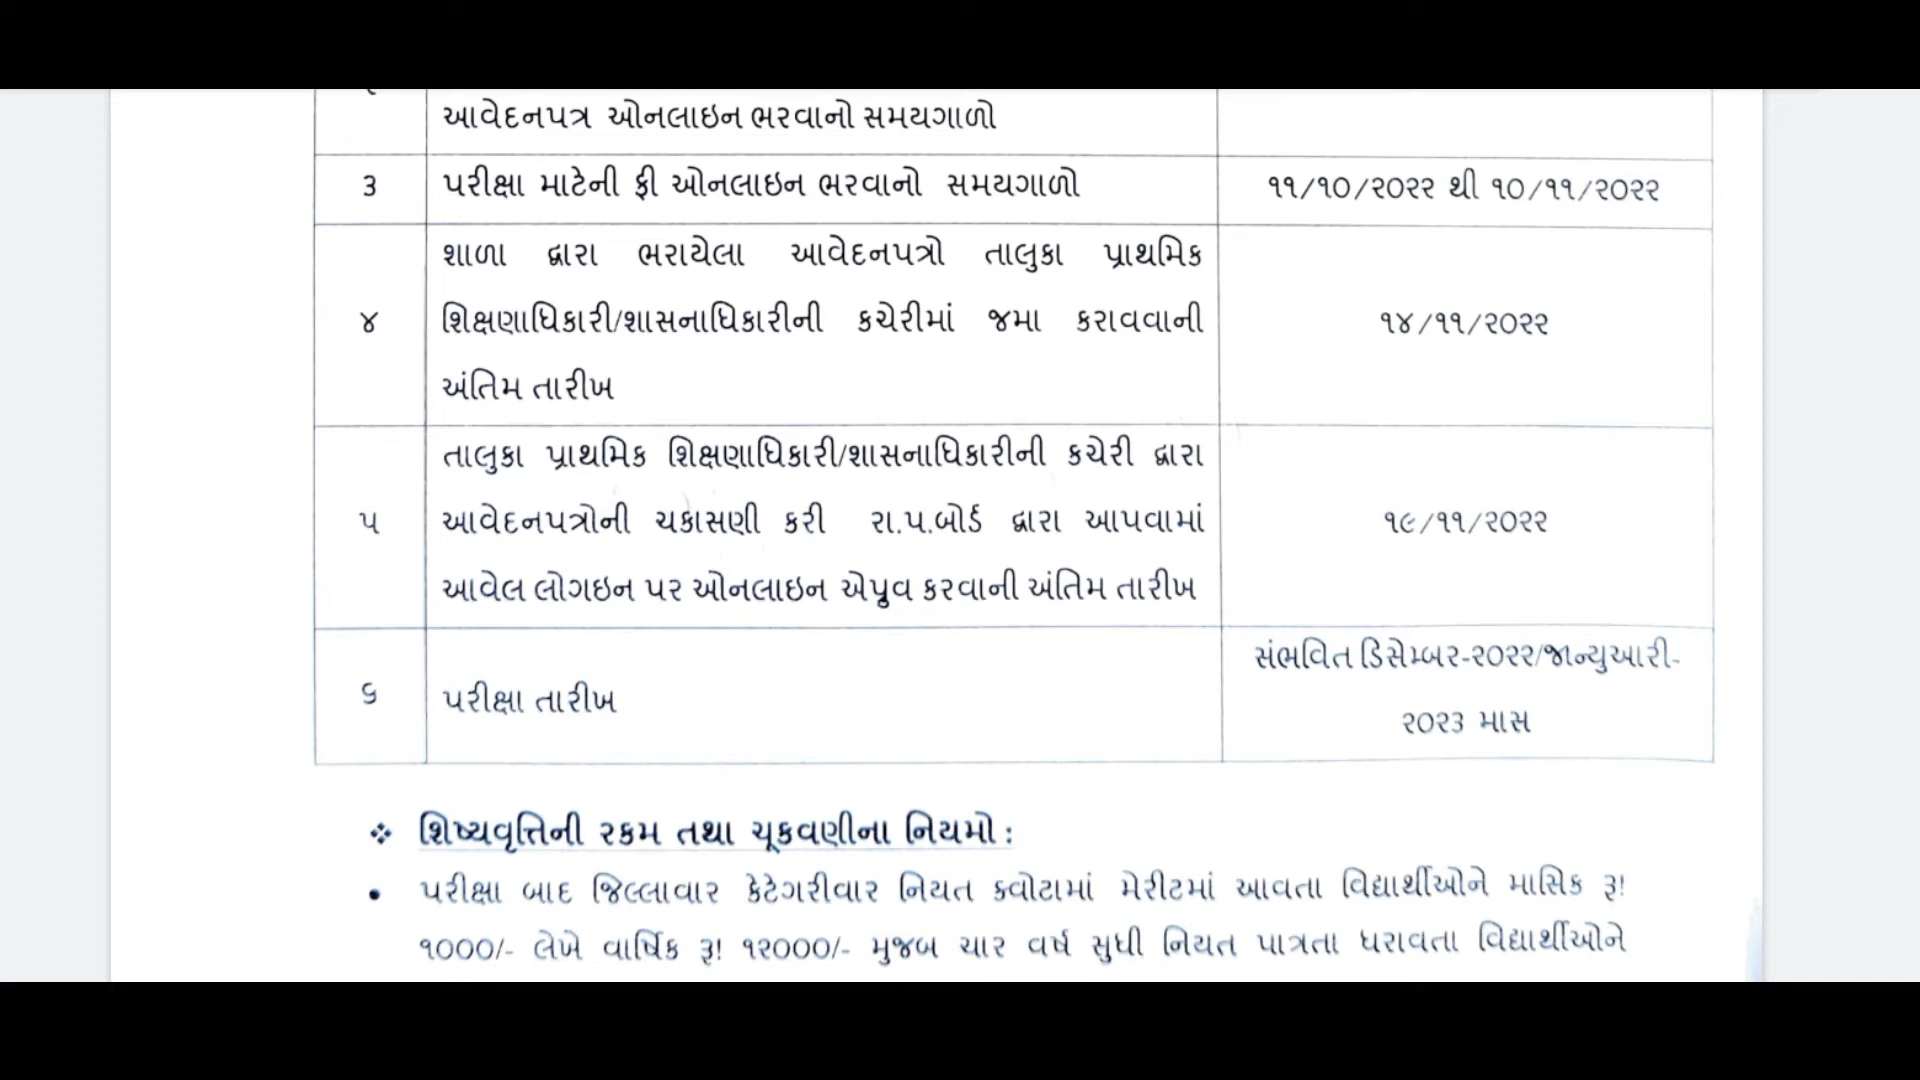 આવેદનપત્ર ઓનલાઇન ભરવાનો સમયગાળો
૩ પરીક્ષા માટેની ફી ઓનલાઇન ભરવાનો સમયગાળો ૧૧/૧૦/૨૦૨૨ થી ૧૦/૧૧/૨૦૨૨
શાળા દ્વારા ભરાયેલા આવેદનપત્રો તાલુકા પ્રાથમિક
૪ શિક્ષણાધિકારી/શાસનાધિકારીની કચેરીમાં જમા કરાવવાની ૧૪/૧૧/૨૦૨૨
અંતિમ તારીખ
તાલુકા પ્રાથમિક શિક્ષણાધિકારી/શાસનાધિકારીની કચેરી દ્વારા
૫ આવેદનપત્રોની ચકાસણી કરી રા.પ.બોર્ડ દ્વારા આપવામાં ૧૯/૧૧/૨૦૨૨
આવેલ લોગઇન પર ઓનલાઇન એપ્રુવ કરવાની અંતિમ તારીખ
સંભવિત ડિસેમ્બર-૨૦૨૨/જાન્યુઆરી-
૬ પરીક્ષા તારીખ
૨૦૨૩ માસ
❖ શિષ્યવૃત્તિની રકમ તથા ચૂકવણીના નિયમો :
• પરીક્ષા બાદ જિલ્લાવાર કેટેગરીવાર નિયત ક્વોટામાં મેરીટમાં આવતા વિદ્યાર્થીઓને માસિક રૂ!
૧૦૦૦/- લેખે વાર્ષિક રૂ! ૧૨૦૦૦/- મુજબ ચાર વર્ષ સુધી નિયત પાત્રતા ધરાવતા વિદ્યાર્થીઓને